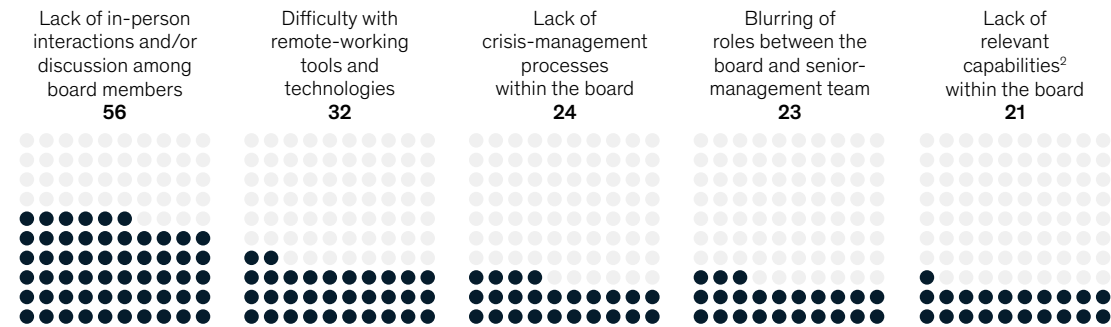 Lack of in-person
interactions and/or
discussion among
board members
56
Difficulty with
remote-working
tools and
technologies
32
Lack of
crisis-management
processes
within the board
24
Blurring of
roles between the
board and senior-
management team
23
Lack of
relevant
capabilities²
within the board
21